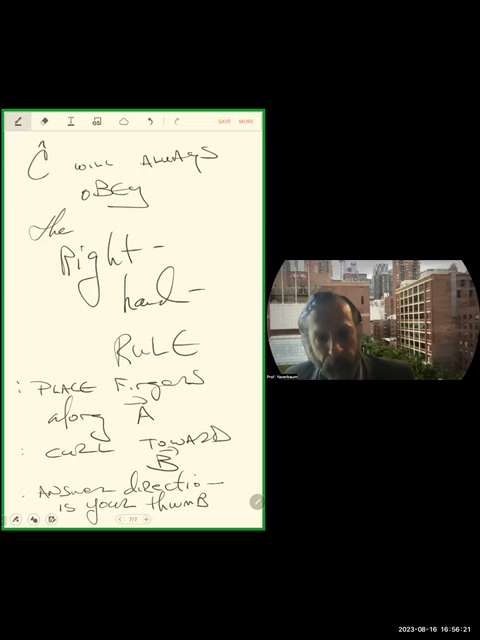 T SAVE MORE
Ĉ WILL ALWAYS
OBEY
the
Right-
hand-
RULE
: PLACE Fingers
along A⃗
: CURL TOWARD
B⃗
. ANSWER directio-
is your thumB
7/7
Prof. Yaverbaum
2023-08-16 16:56:21